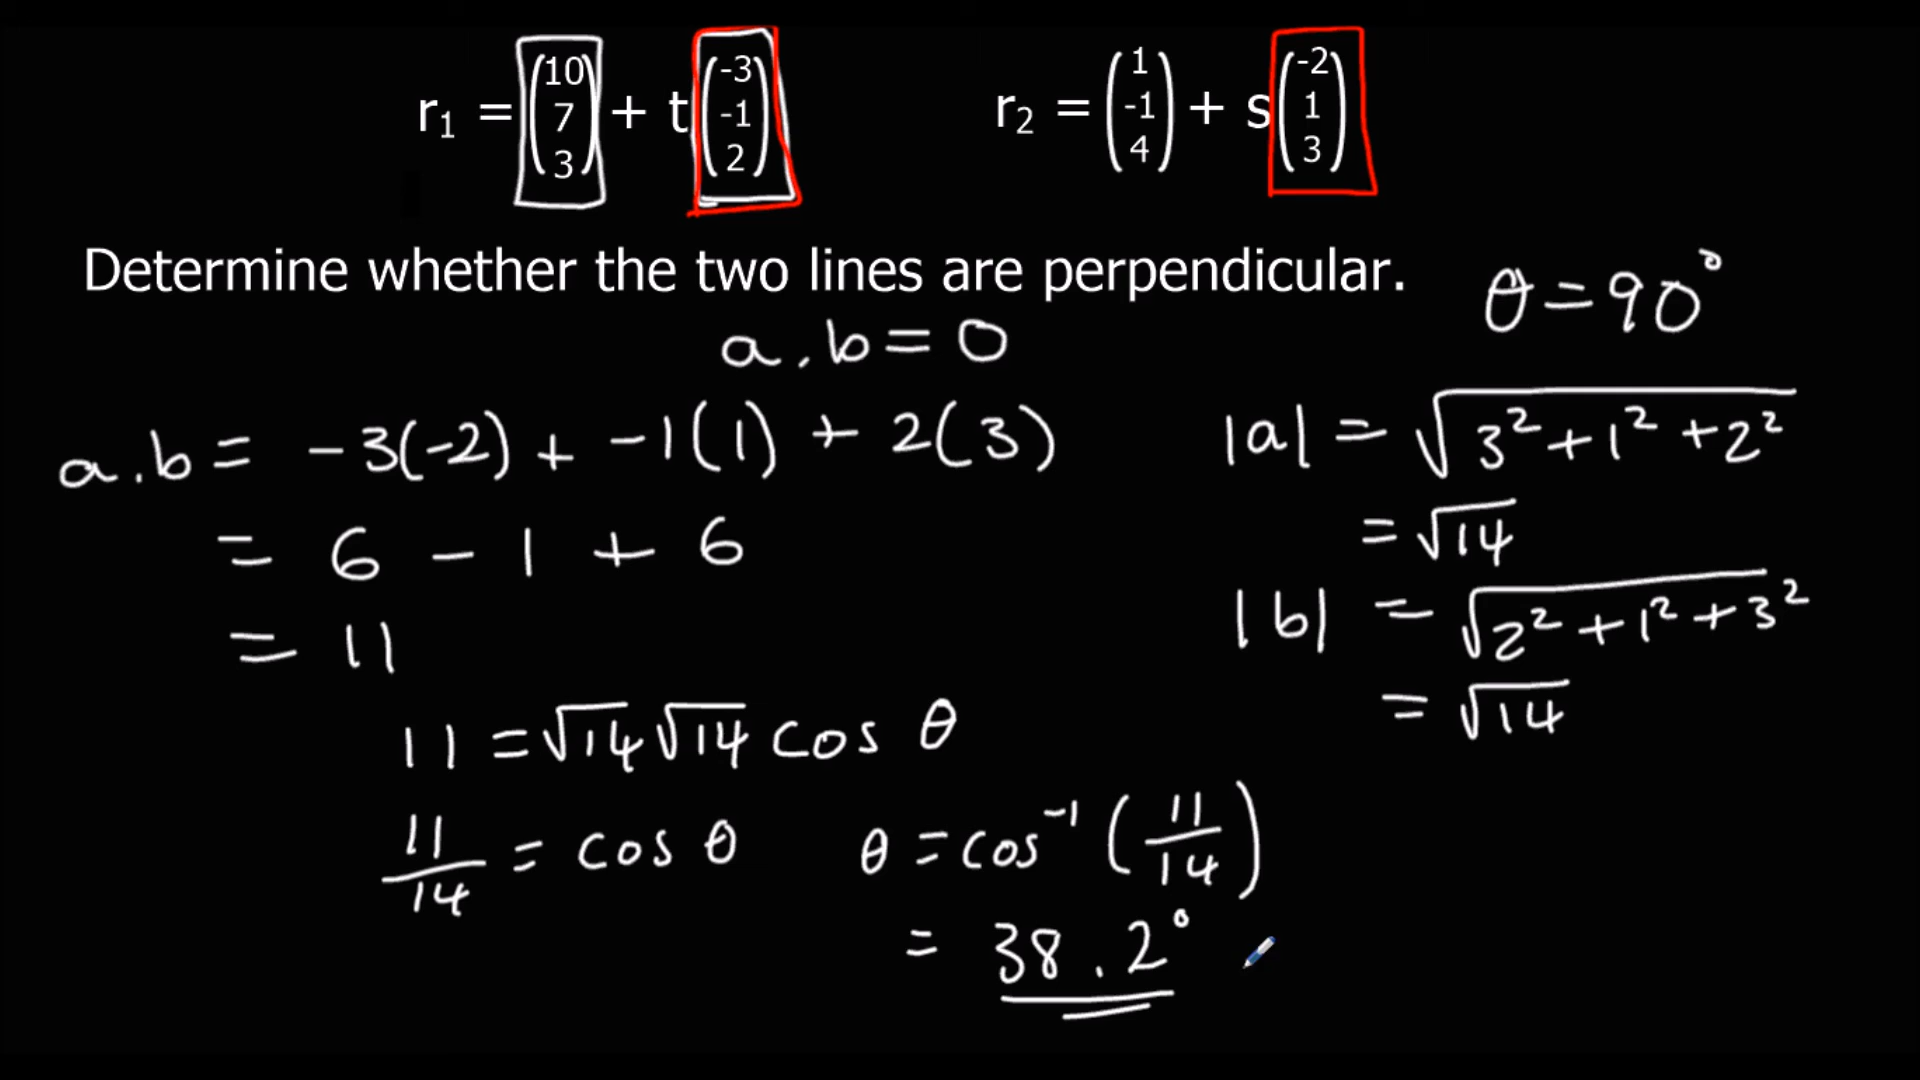 r₁ = (10 7 3) + t(-3 -1 2)    r₂ = (1 -1 4) + s(-2 1 3)
Determine whether the two lines are perpendicular.
θ = 90°
a.b = 0
a.b = -3(-2) + -1(1) + 2(3)
= 6 - 1 + 6
= 11
|a| = √(3² + 1² + 2²)
= √14
|b| = √(2² + 1² + 3²)
= √14
11 = √14 √14 cos θ
11/14 = cos θ    θ = cos⁻¹(11/14)
= 38.2°